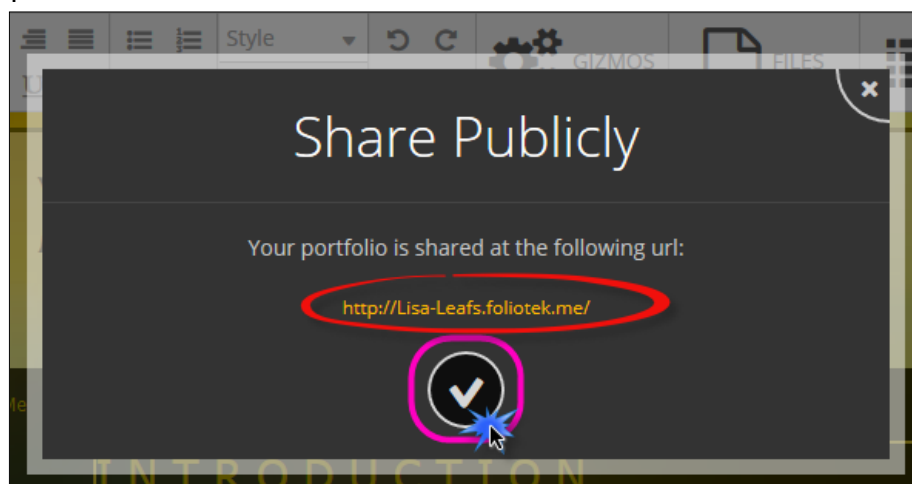 Style
GIZMOS
FILES
U
Share Publicly
Your portfolio is shared at the following url:
http://Lisa-Leafs.foliotek.me/
INTRODUCTION